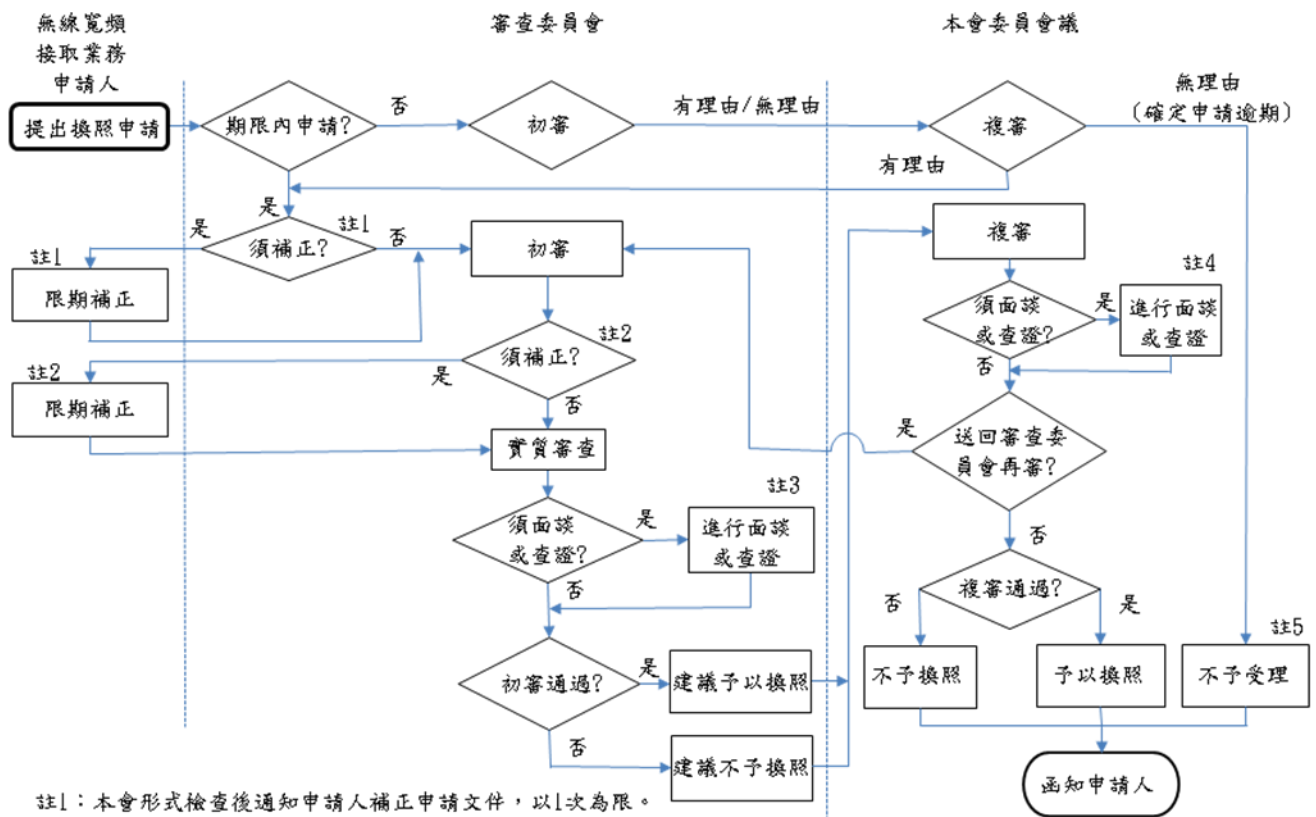 無線寬頻
接取業務
申請人
審查委員會
本會委員會議
提出換照申請
期限內申請?
否
初審
有理由/無理由
複審
無理由
(確定申請逾期)
有理由
是
是
須補正?
註1
否
註1
限期補正
初審
複審
須面談
或查證?
是
註4
進行面談
或查證
否
須補正?
註2
是
註2
限期補正
否
實質審查
是
送回審查委
員會再審?
註3
須面談
或查證?
是
進行面談
或查證
否
否
複審通過?
否
是
註5
初審通過?
是
建議予以換照
不予換照
予以換照
不予受理
否
建議不予換照
函知申請人
註1：本會形式檢查後通知申請人補正申請文件，以1次為限。